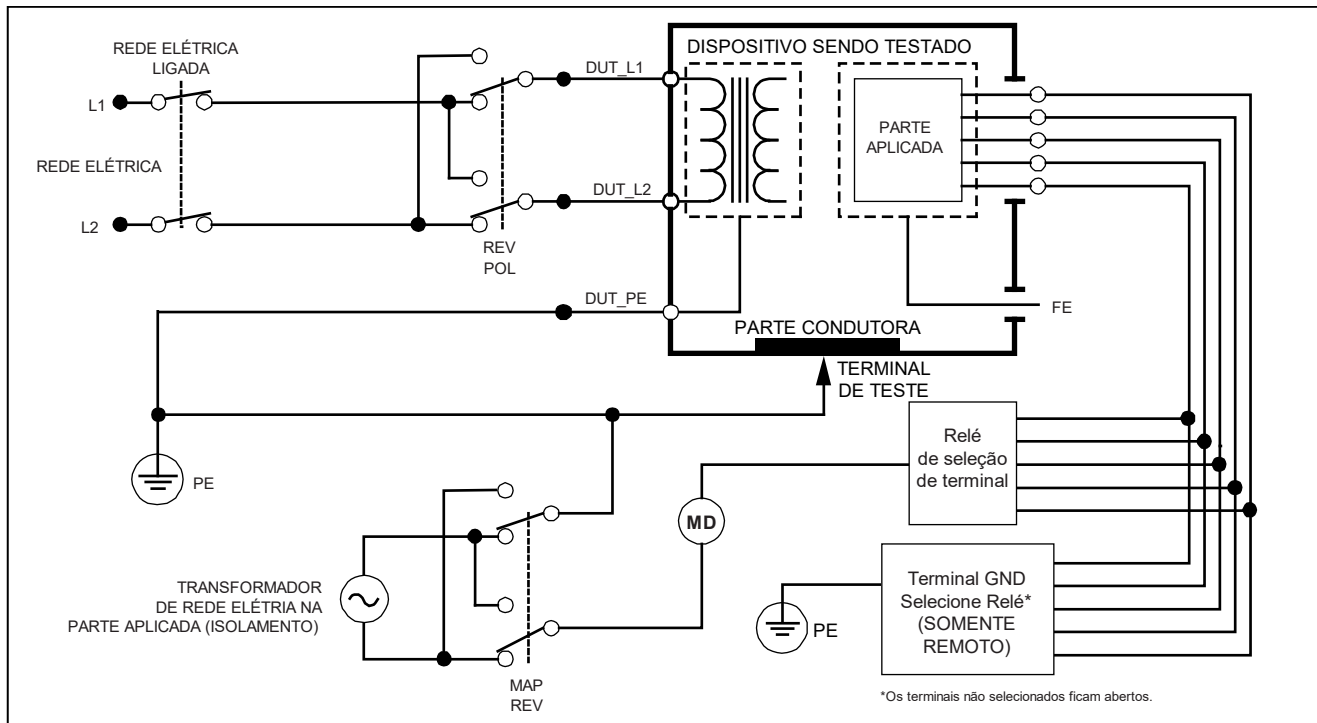 REDE ELÉTRICA
LIGADA
L1
REDE ELÉTRICA
L2
REV
POL
DUT_L1
DUT_L2
DUT_PE
DISPOSITIVO SENDO TESTADO
PARTE
APLICADA
FE
PARTE CONDUTORA
TERMINAL
DE TESTE
PE
Relé
de seleção
de terminal
MD
TRANSFORMADOR
DE REDE ELÉTRIA NA
PARTE APLICADA (ISOLAMENTO)
MAP
REV
PE
Terminal GND
Selecione Relé*
(SOMENTE
REMOTO)
*Os terminais não selecionados ficam abertos.